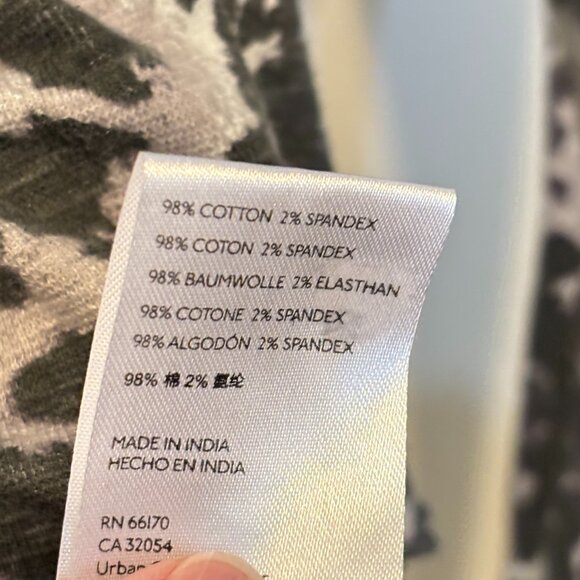 98% COTTON 2% SPANDEX
98% COTON 2% SPANDEX
98% BAUMWOLLE 2% ELASTHAN
98% COTONE 2% SPANDEX
98% ALGODÓN 2% SPANDEX
98% 棉 2% 氨纶
MADE IN INDIA
HECHO EN INDIA
RN 66170
CA 32054
Urban